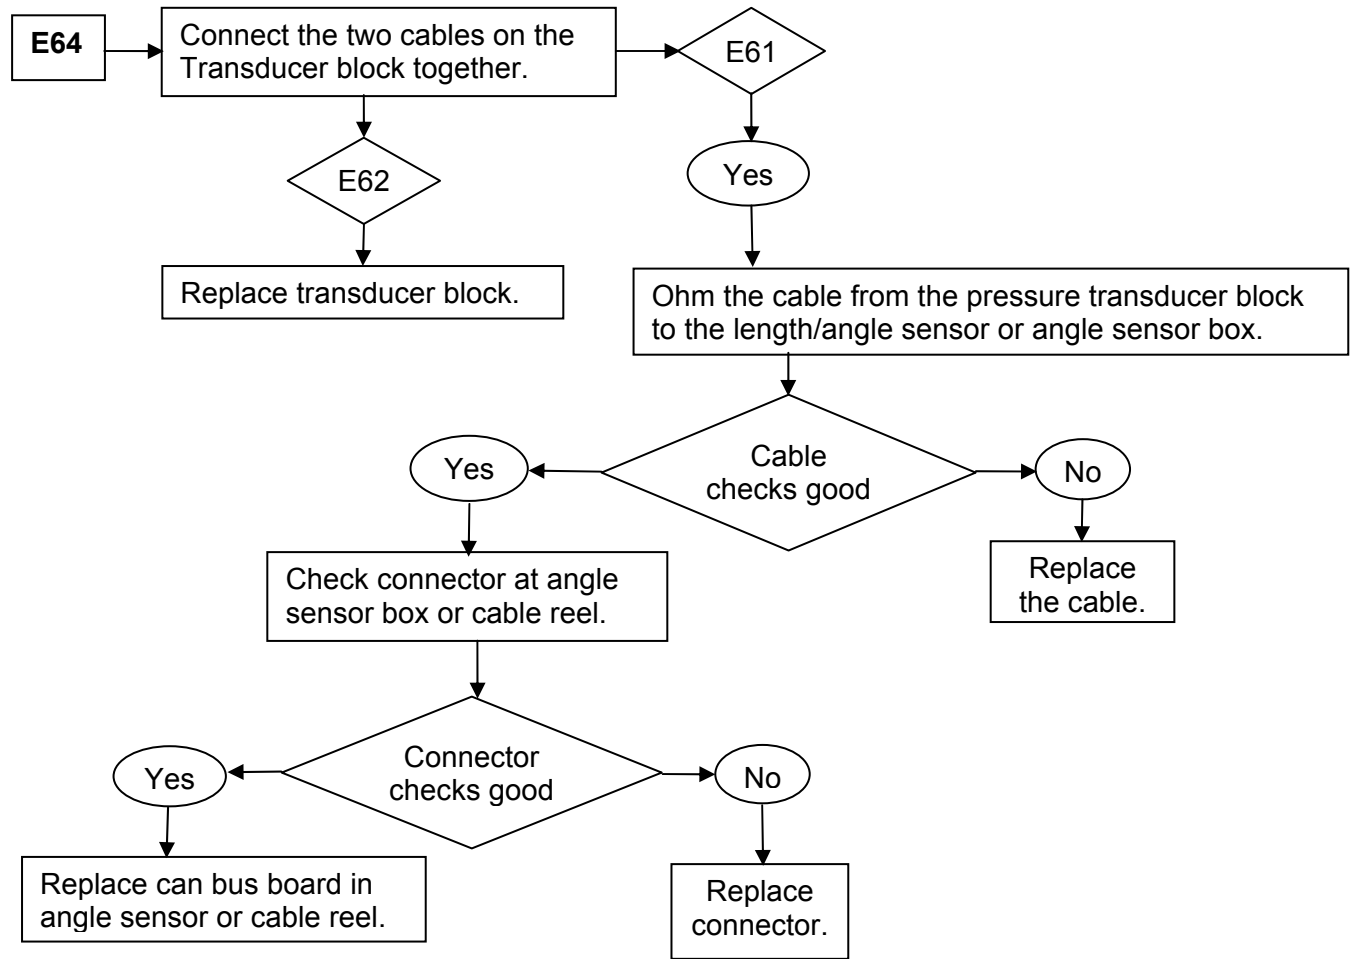 E64
Connect the two cables on the
Transducer block together.
E61
E62
Yes
Replace transducer block.
Ohm the cable from the pressure transducer block
to the length/angle sensor or angle sensor box.
Yes
Cable
checks good
No
Check connector at angle
sensor box or cable reel.
Replace
the cable.
Yes
Connector
checks good
No
Replace can bus board in
angle sensor or cable reel.
Replace
connector.